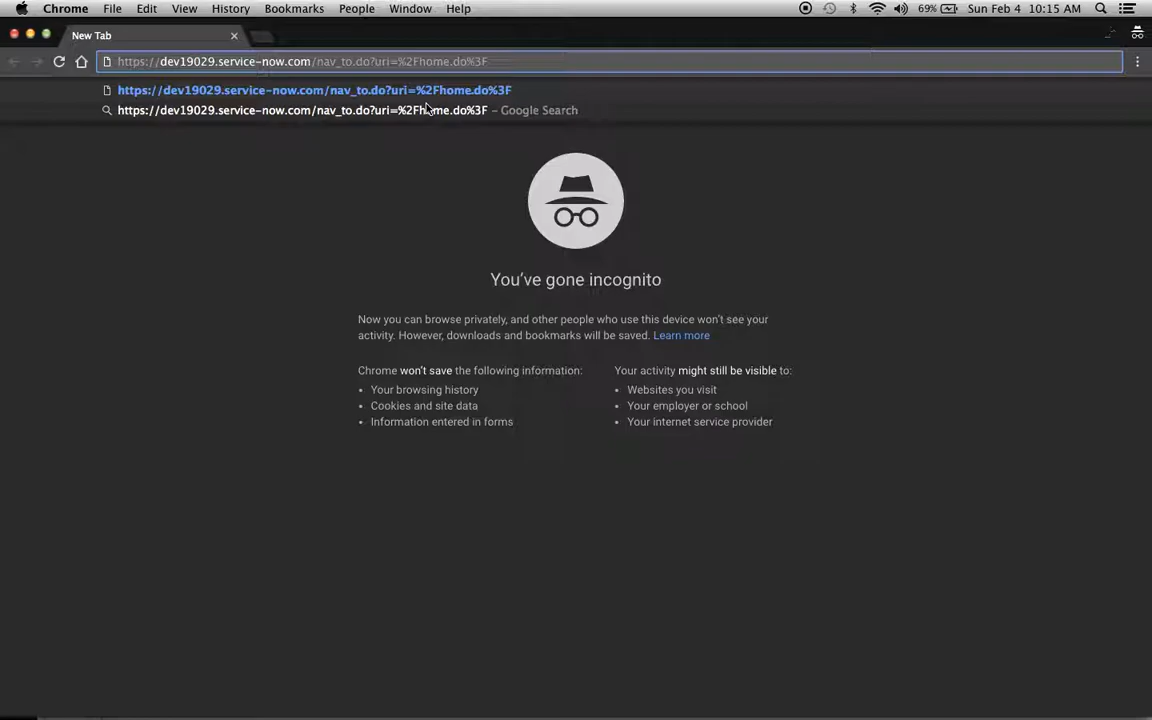 Chrome File Edit View History Bookmarks People Window Help 69% Sun Feb 4 10:15 AM
New Tab
https://dev19029.service-now.com/nav_to.do?uri=%2Fhome.do%3F
https://dev19029.service-now.com/nav_to.do?uri=%2Fhome.do%3F
https://dev19029.service-now.com/nav_to.do?uri=%2Fhome.do%3F – Google Search
You've gone incognito
Now you can browse privately, and other people who use this device won't see your
activity. However, downloads and bookmarks will be saved. Learn more
Chrome won't save the following information:
• Your browsing history
• Cookies and site data
• Information entered in forms
Your activity might still be visible to:
• Websites you visit
• Your employer or school
• Your internet service provider